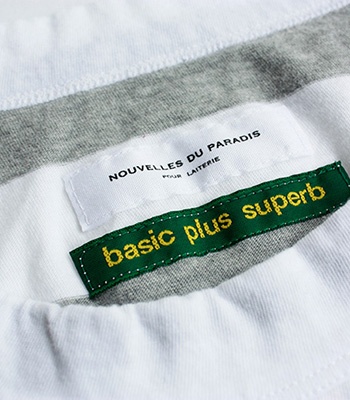 NOUVELLES DU PARADIS
POUR LAITERIE
basic plus superb